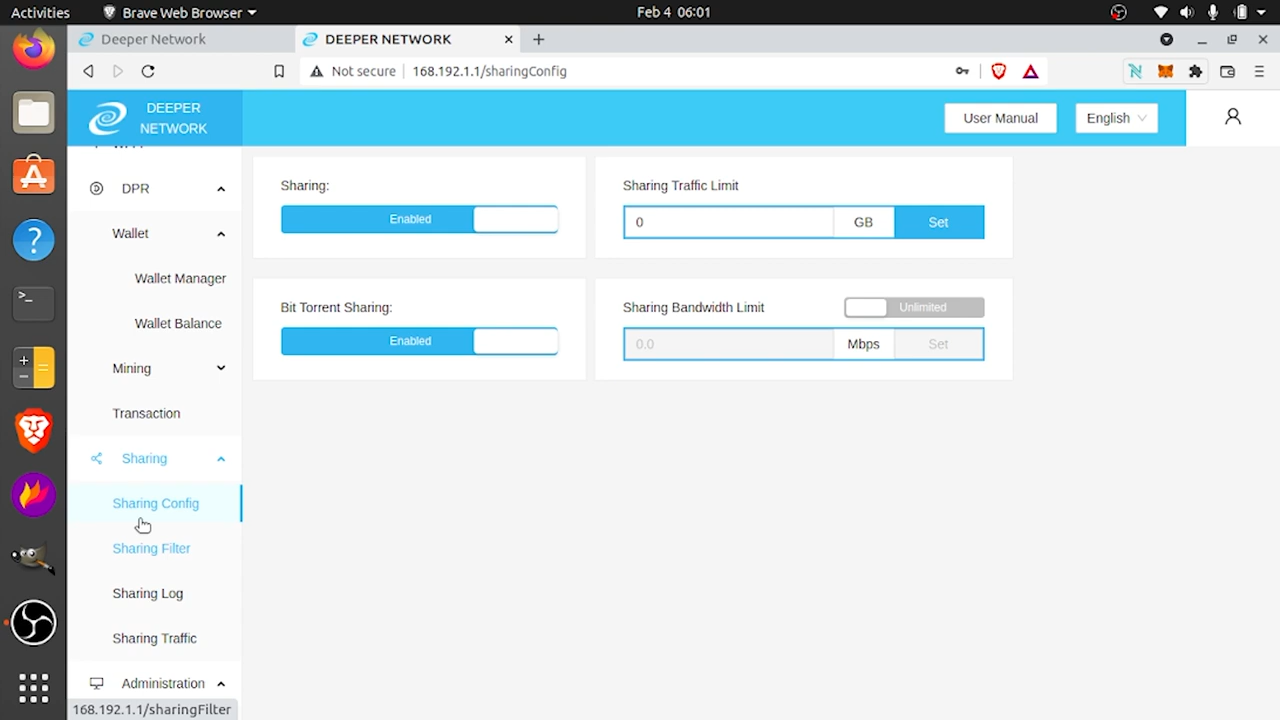 Activities
Brave Web Browser
Feb 4 06:01
Deeper Network
DEEPER NETWORK
Not secure
168.192.1.1/sharingConfig
DEEPER NETWORK
User Manual
English
DPR
Wallet
Wallet Manager
Wallet Balance
Mining
Transaction
Sharing
Sharing Config
Sharing Filter
Sharing Log
Sharing Traffic
Administration
168.192.1.1/sharingFilter
Sharing:
Enabled
Sharing Traffic Limit
0 GB Set
Bit Torrent Sharing:
Enabled
Sharing Bandwidth Limit
Unlimited
0.0 Mbps Set